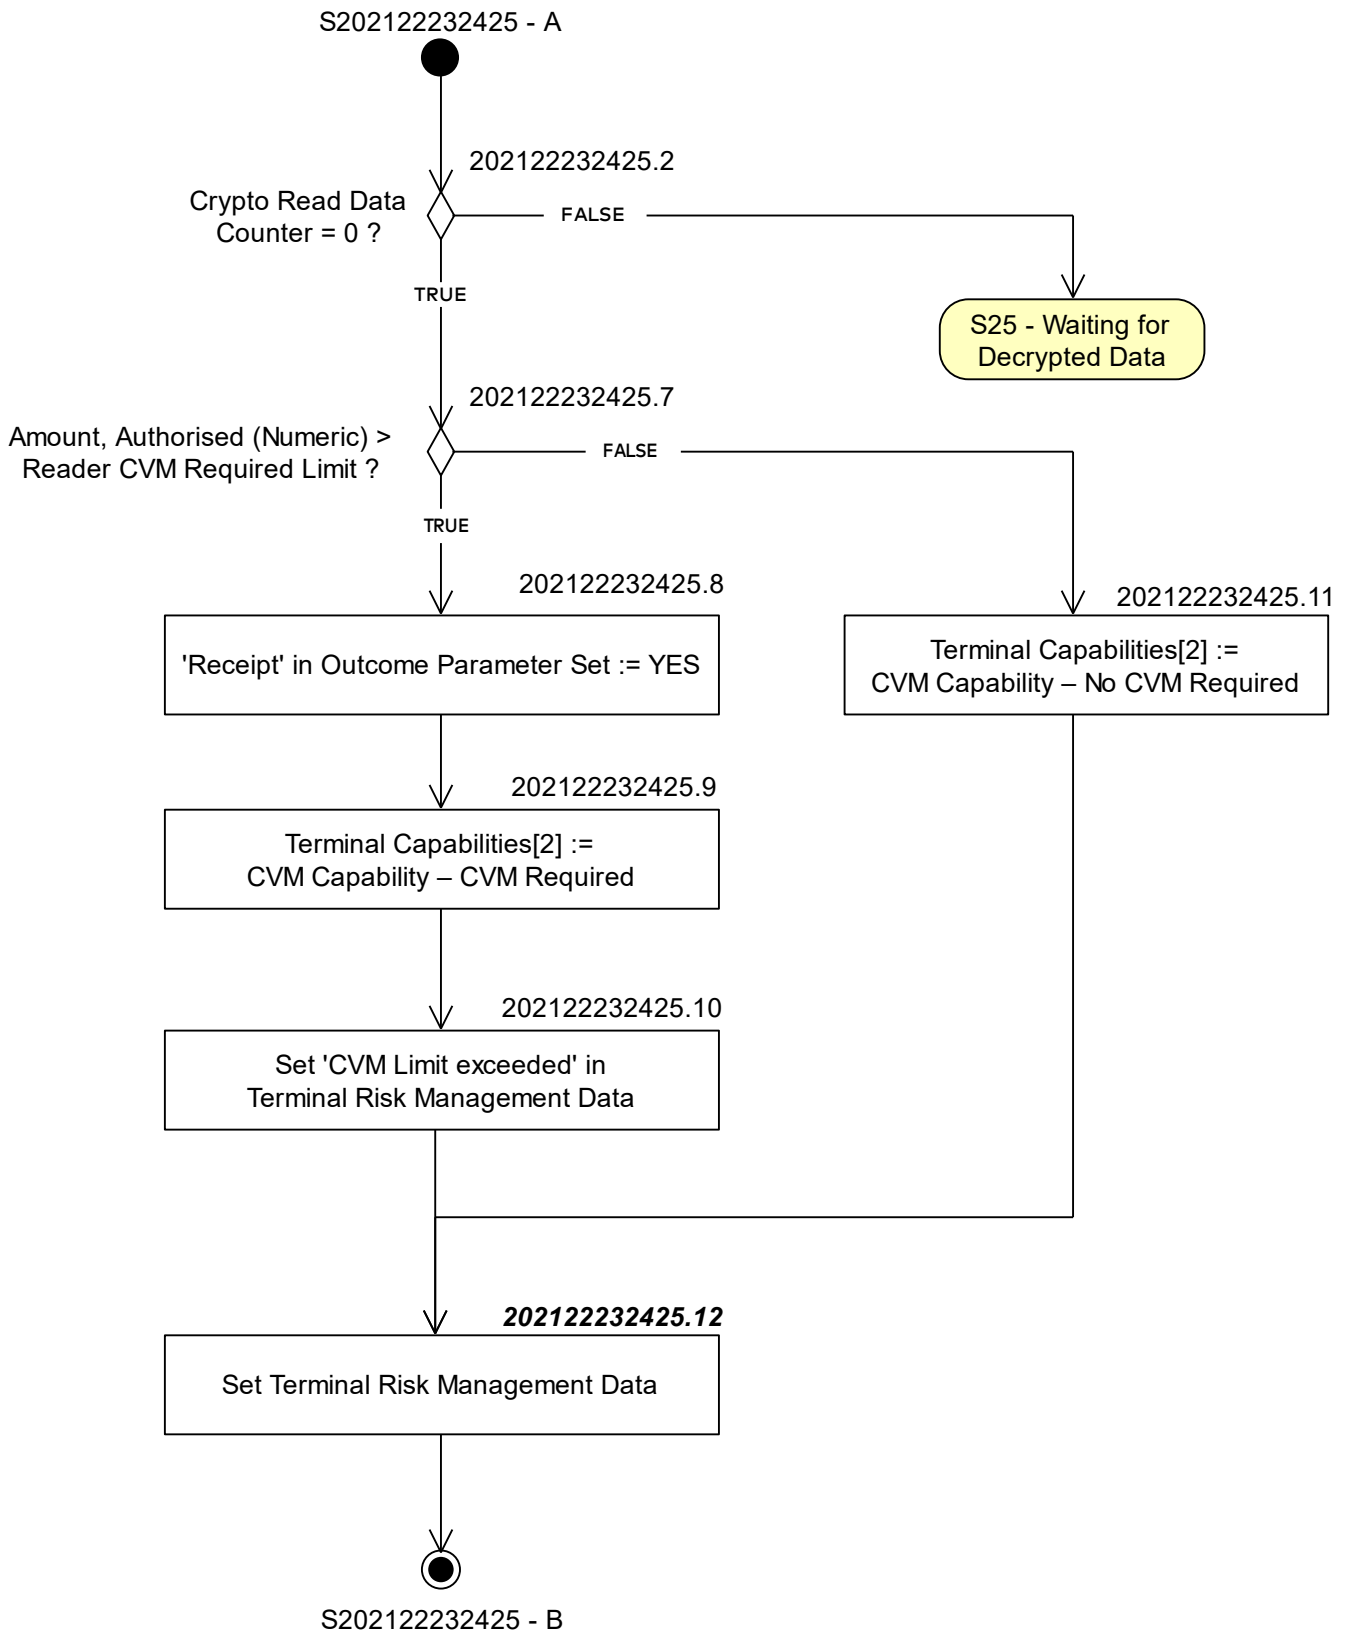 S202122232425 - A
202122232425.2
Crypto Read Data
Counter = 0 ?
FALSE
TRUE
S25 - Waiting for
Decrypted Data
202122232425.7
Amount, Authorised (Numeric) >
Reader CVM Required Limit ?
FALSE
TRUE
202122232425.8
'Receipt' in Outcome Parameter Set := YES
202122232425.11
Terminal Capabilities[2] :=
CVM Capability – No CVM Required
202122232425.9
Terminal Capabilities[2] :=
CVM Capability – CVM Required
202122232425.10
Set 'CVM Limit exceeded' in
Terminal Risk Management Data
202122232425.12
Set Terminal Risk Management Data
S202122232425 - B